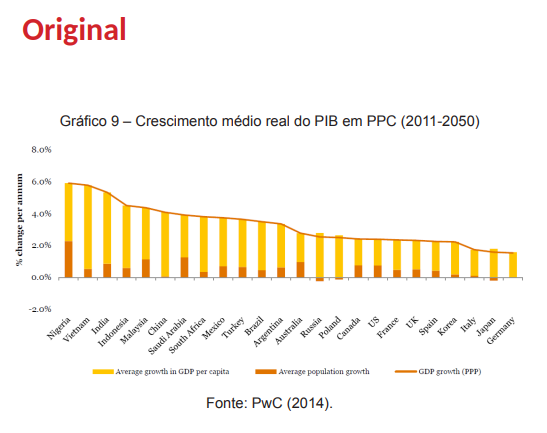 Original
Gráfico 9 – Crescimento médio real do PIB em PPC (2011-2050)
% change per annum
8.0%
6.0%
4.0%
2.0%
0.0%
-2.0%
Nigeria
Vietnam
India
Indonesia
Malaysia
China
Saudi Arabia
South Africa
Mexico
Turkey
Brazil
Argentina
Australia
Russia
Poland
Canada
US
France
UK
Spain
Korea
Italy
Japan
Germany
Average growth in GDP per capita Average population growth GDP growth (PPP)
Fonte: PwC (2014).